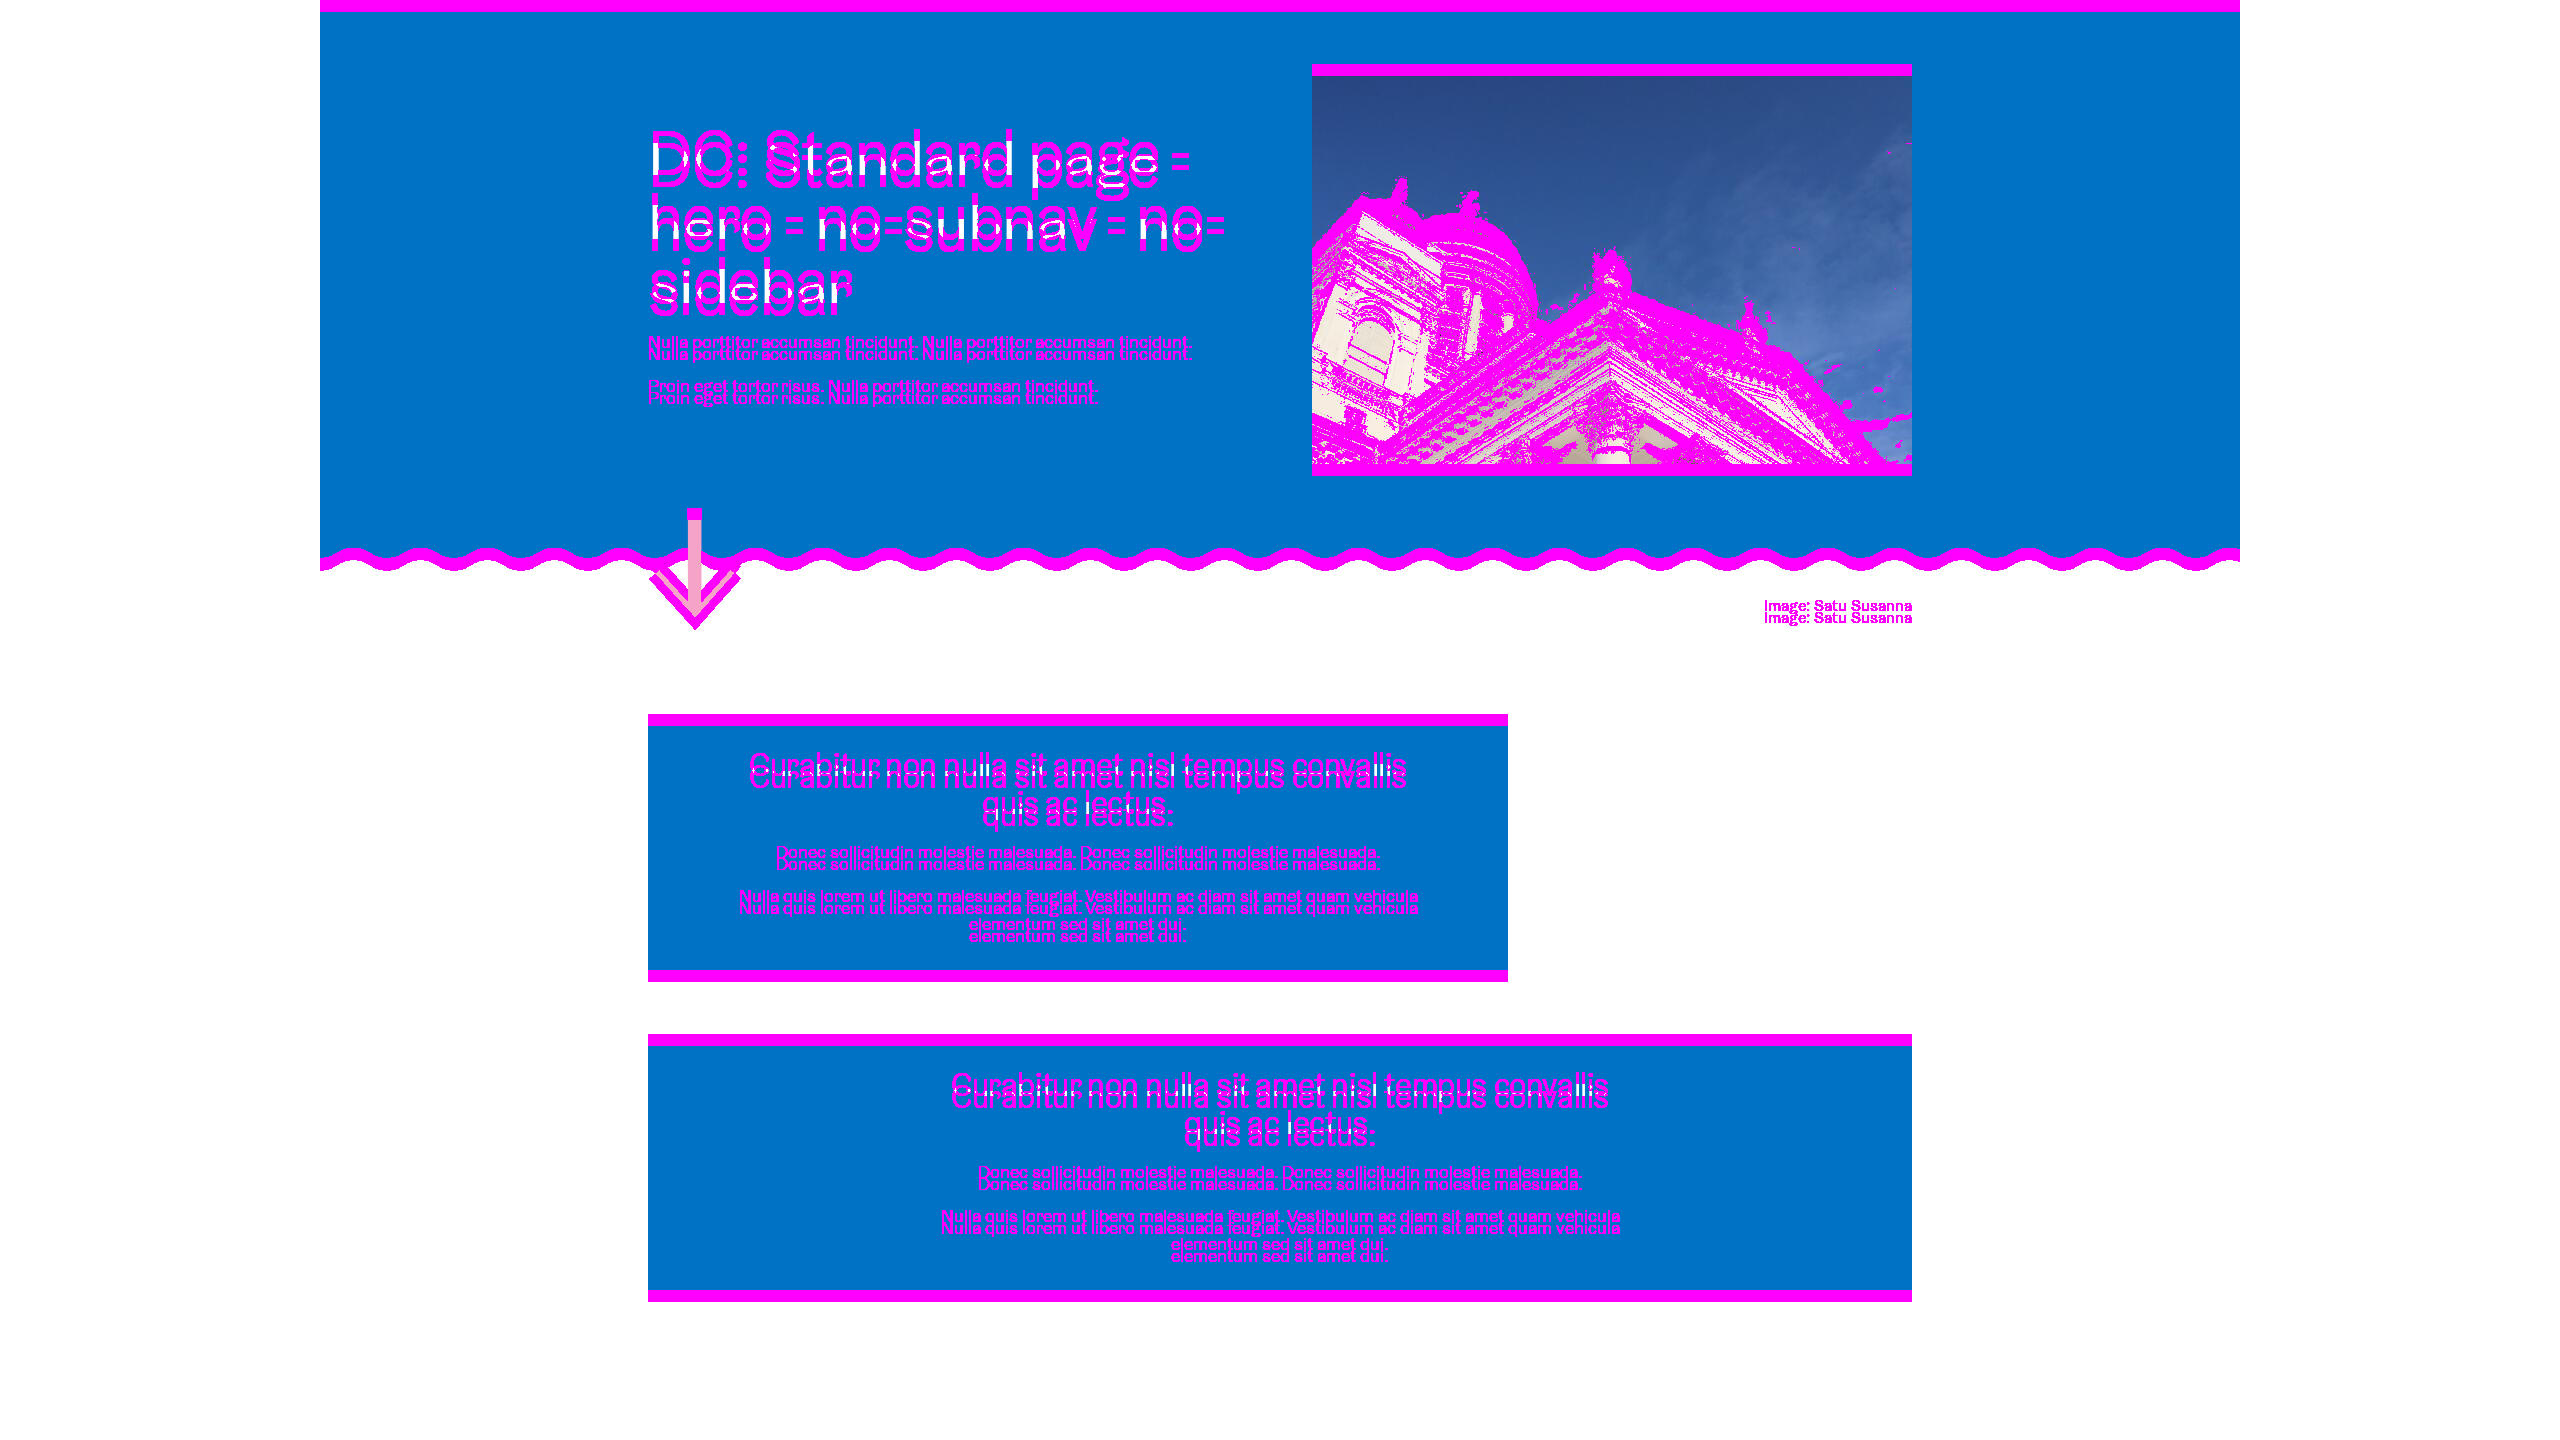 DO: Standard page -
hero - no-subnav - no-
sidebar
Nulla porttitor accumsan tincidunt. Nulla porttitor accumsan tincidunt.
Proin eget tortor risus. Nulla porttitor accumsan tincidunt.
Image: Satu Susanna
Curabitur non nulla sit amet nisl tempus convallis
quis ac lectus.
Donec sollicitudin molestie malesuada. Donec sollicitudin molestie malesuada.
Nulla quis lorem ut libero malesuada feugiat. Vestibulum ac diam sit amet quam vehicula
elementum sed sit amet dui.
Curabitur non nulla sit amet nisl tempus convallis
quis ac lectus.
Donec sollicitudin molestie malesuada. Donec sollicitudin molestie malesuada.
Nulla quis lorem ut libero malesuada feugiat. Vestibulum ac diam sit amet quam vehicula
elementum sed sit amet dui.